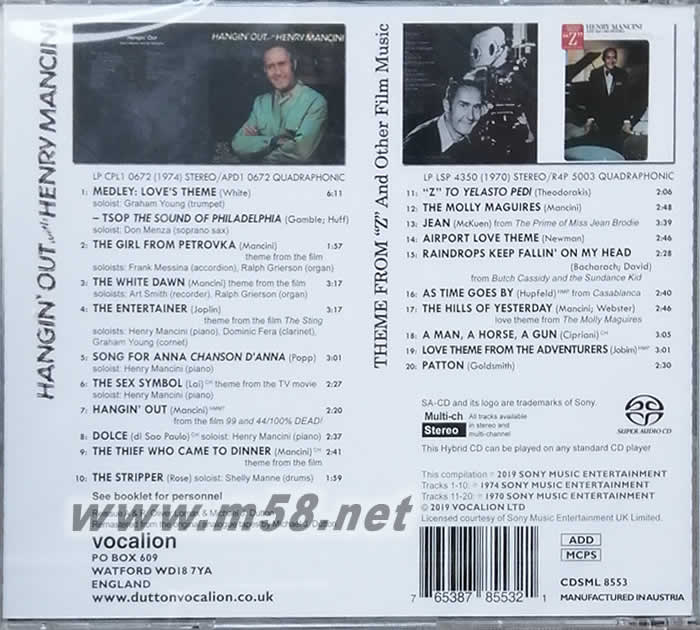 HANGIN' OUT with HENRY MANCINI
Hangin' Out
HANGIN' OUT with HENRY MANCINI
LP CPL1 0672 (1974) STEREO/APD1 0672 QUADRAPHONIC
1: MEDLEY: LOVE'S THEME (White) 6:11
soloist: Graham Young (trumpet)
– TSOP THE SOUND OF PHILADELPHIA (Gamble; Huff)
soloist: Don Menza (soprano sax)
2: THE GIRL FROM PETROVKA (Mancini) 1:57
theme from the film
soloists: Frank Messina (accordion), Ralph Grierson (organ)
3: THE WHITE DAWN (Mancini) theme from the film 3:17
soloists: Art Smith (recorder), Ralph Grierson (organ)
4: THE ENTERTAINER (Joplin) 3:17
theme from the film The Sting
soloists: Henry Mancini (piano), Dominic Fera (clarinet),
Graham Young (cornet)
5: SONG FOR ANNA CHANSON D'ANNA (Popp) 3:01
soloist: Henry Mancini (piano)
6: THE SEX SYMBOL (Lai) CH theme from the TV movie 2:27
soloist: Henry Mancini (piano)
7: HANGIN' OUT (Mancini) HMMT 2:20
from the film 99 and 44/100% DEAD!
8: DOLCE (di Sao Paulo) CH soloist: Henry Mancini (piano) 2:37
9: THE THIEF WHO CAME TO DINNER (Mancini) CH 2:41
theme from the film
10: THE STRIPPER (Rose) soloist: Shelly Manne (drums) 1:59
See booklet for personnel
www.m58.net
vocalion
PO BOX 609
WATFORD WD18 7YA
ENGLAND
www.duttonvocalion.co.uk
THEME FROM "Z" And Other Film Music
"Z"
HENRY MANCINI
LP LSP 4350 (1970) STEREO/R4P 5003 QUADRAPHONIC
11: "Z" TO YELASTO PEDI (Theodorakis) 2:06
12: THE MOLLY MAGUIRES (Mancini) 2:48
13: JEAN (McKuen) from The Prime of Miss Jean Brodie 3:39
14: AIRPORT LOVE THEME (Newman) 2:46
15: RAINDROPS KEEP FALLIN' ON MY HEAD 2:28
(Bacharach; David)
from Butch Cassidy and the Sundance Kid
16: AS TIME GOES BY (Hupfeld) HMP from Casablanca 2:40
17: THE HILLS OF YESTERDAY (Mancini; Webster) 2:46
love theme from The Molly Maguires
18: A MAN, A HORSE, A GUN (Cipriani) CH 3:05
19: LOVE THEME FROM THE ADVENTURERS (Jobim) HMP 3:01
20: PATTON (Goldsmith) 2:30
SA-CD and its logo are trademarks of Sony.
Multi-ch
Stereo
All tracks available
in stereo and
multi-channel
SUPER AUDIO CD
This Hybrid CD can be played on any standard CD player
This compilation ℗ 2019 SONY MUSIC ENTERTAINMENT
Tracks 1-10: ℗ 1974 SONY MUSIC ENTERTAINMENT
Tracks 11-20: ℗ 1970 SONY MUSIC ENTERTAINMENT
© 2019 VOCALION LTD
Licensed courtesy of Sony Music Entertainment UK Limited.
7 65387 85532 1
ADD
MCPS
CDSML 8553
MANUFACTURED IN AUSTRIA